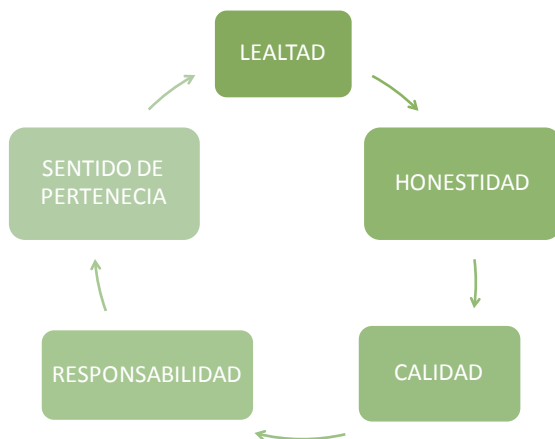 LEALTAD
HONESTIDAD
CALIDAD
RESPONSABILIDAD
SENTIDO DE
PERTENECIA